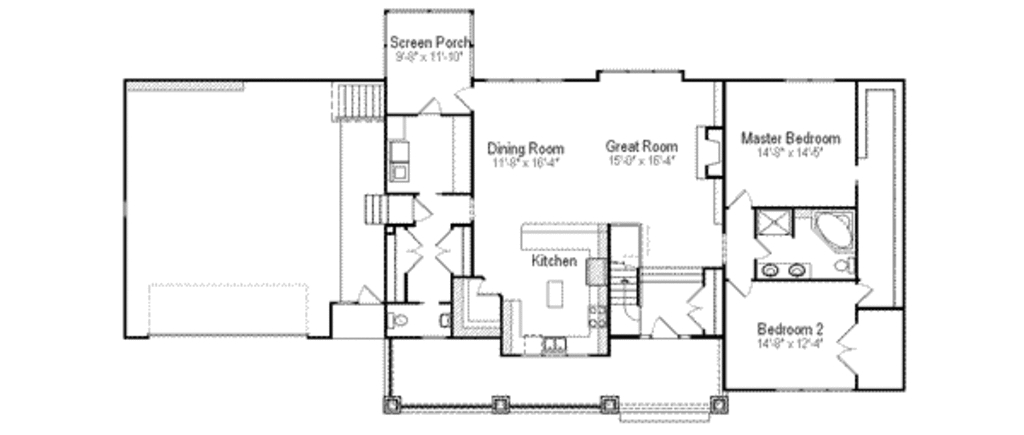 Screen Porch
9'-8" x 11'-10"
Dining Room
11'-8" x 16'-4"
Great Room
15'-0" x 16'-4"
Master Bedroom
14'-8" x 14'-5"
Kitchen
Bedroom 2
14'-8" x 12'-4"